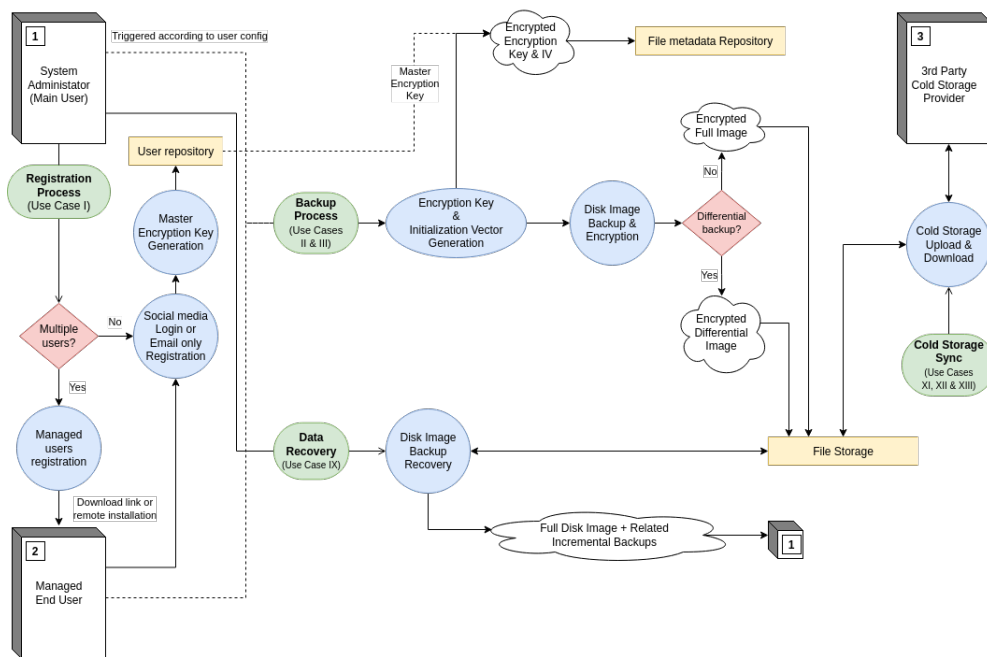 1
System
Administator
(Main User)
Triggered according to user config
Registration
Process
(Use Case I)
Multiple
users?
No
Yes
Managed
users
registration
Download link or
remote installation
2
Managed
End User
User repository
Master
Encryption Key
Generation
Social media
Login or
Email only
Registration
Master
Encryption
Key
Encrypted
Encryption
Key & IV
File metadata Repository
Backup
Process
(Use Cases
II & III)
Encryption Key
&
Initialization Vector
Generation
Disk Image
Backup &
Encryption
Differential
backup?
No
Encrypted
Full Image
Yes
Encrypted
Differential
Image
Data
Recovery
(Use Case IX)
Disk Image
Backup
Recovery
File Storage
Full Disk Image + Related
Incremental Backups
1
3
3rd Party
Cold Storage
Provider
Cold Storage
Upload &
Download
Cold Storage
Sync
(Use Cases
XI, XII & XIII)